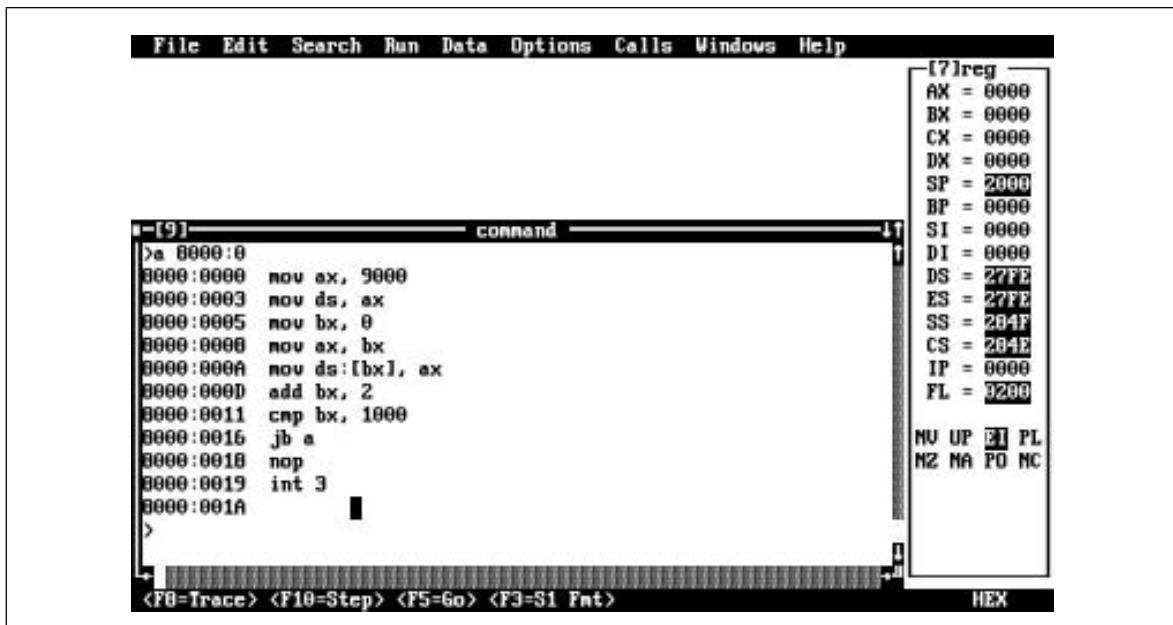 File Edit Search Run Data Options Calls Windows Help
[7]reg
AX = 0000
BX = 0000
CX = 0000
DX = 0000
SP = 2000
BP = 0000
SI = 0000
DI = 0000
DS = 27FE
ES = 27FE
SS = 284F
CS = 284E
IP = 0000
FL = 0200
NV UP EI PL
NZ NA PO NC
[9] command
>a 8000:0
8000:0000 mov ax, 9000
8000:0003 mov ds, ax
8000:0005 mov bx, 0
8000:0008 mov ax, bx
8000:000A mov ds:[bx], ax
8000:000D add bx, 2
8000:0011 cmp bx, 1000
8000:0016 jb a
8000:0018 nop
8000:0019 int 3
8000:001A
>
<F8=Trace> <F10=Step> <F5=Go> <F3=S1 Fmt> HEX